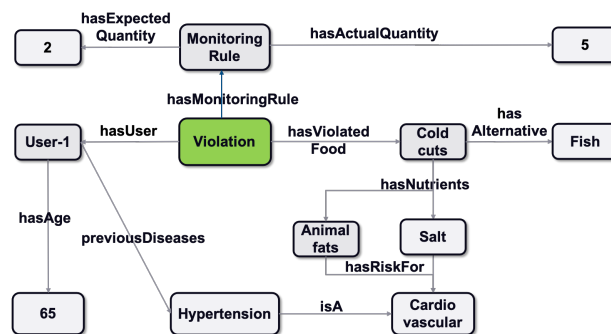 hasExpected
Quantity
2
Monitoring
Rule
hasActualQuantity
5
hasMonitoringRule
User-1
hasUser
Violation
hasViolated
Food
Cold
cuts
has
Alternative
Fish
hasNutrients
hasAge
previousDiseases
Animal
fats
Salt
hasRiskFor
65
Hypertension
isA
Cardio
vascular